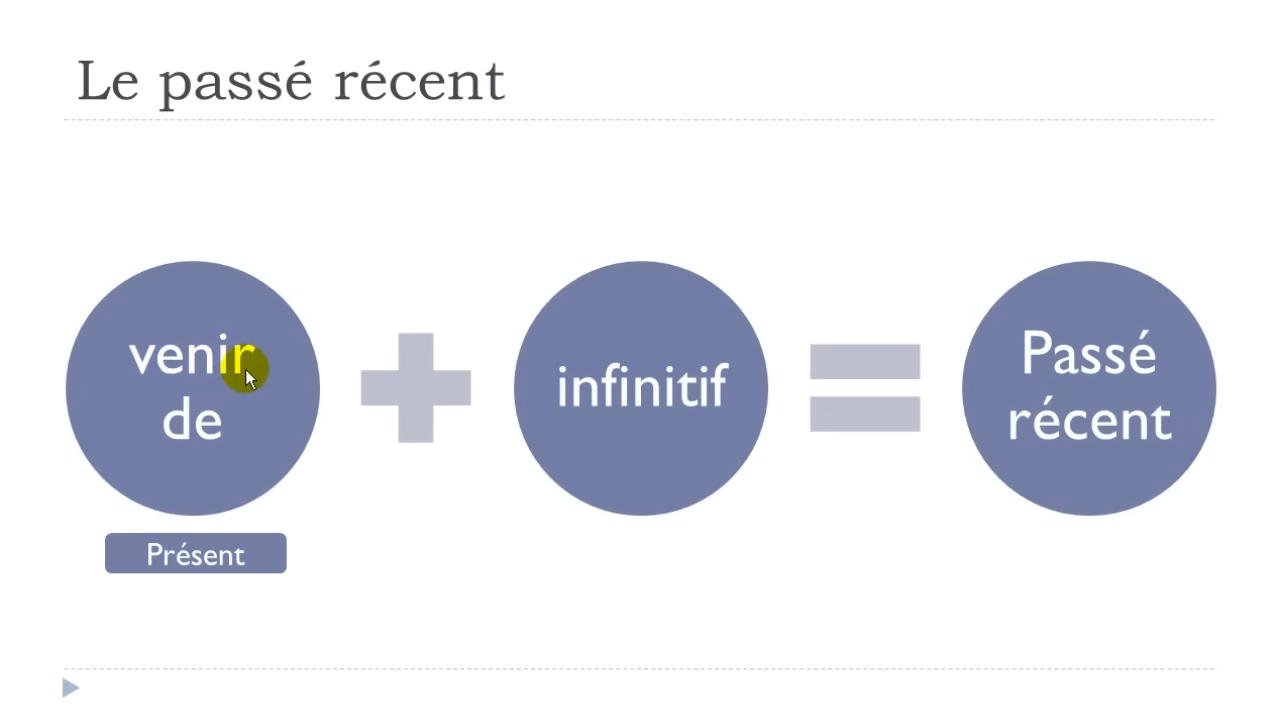 Le passé récent
venir
de
infinitif
Passé
récent
Présent